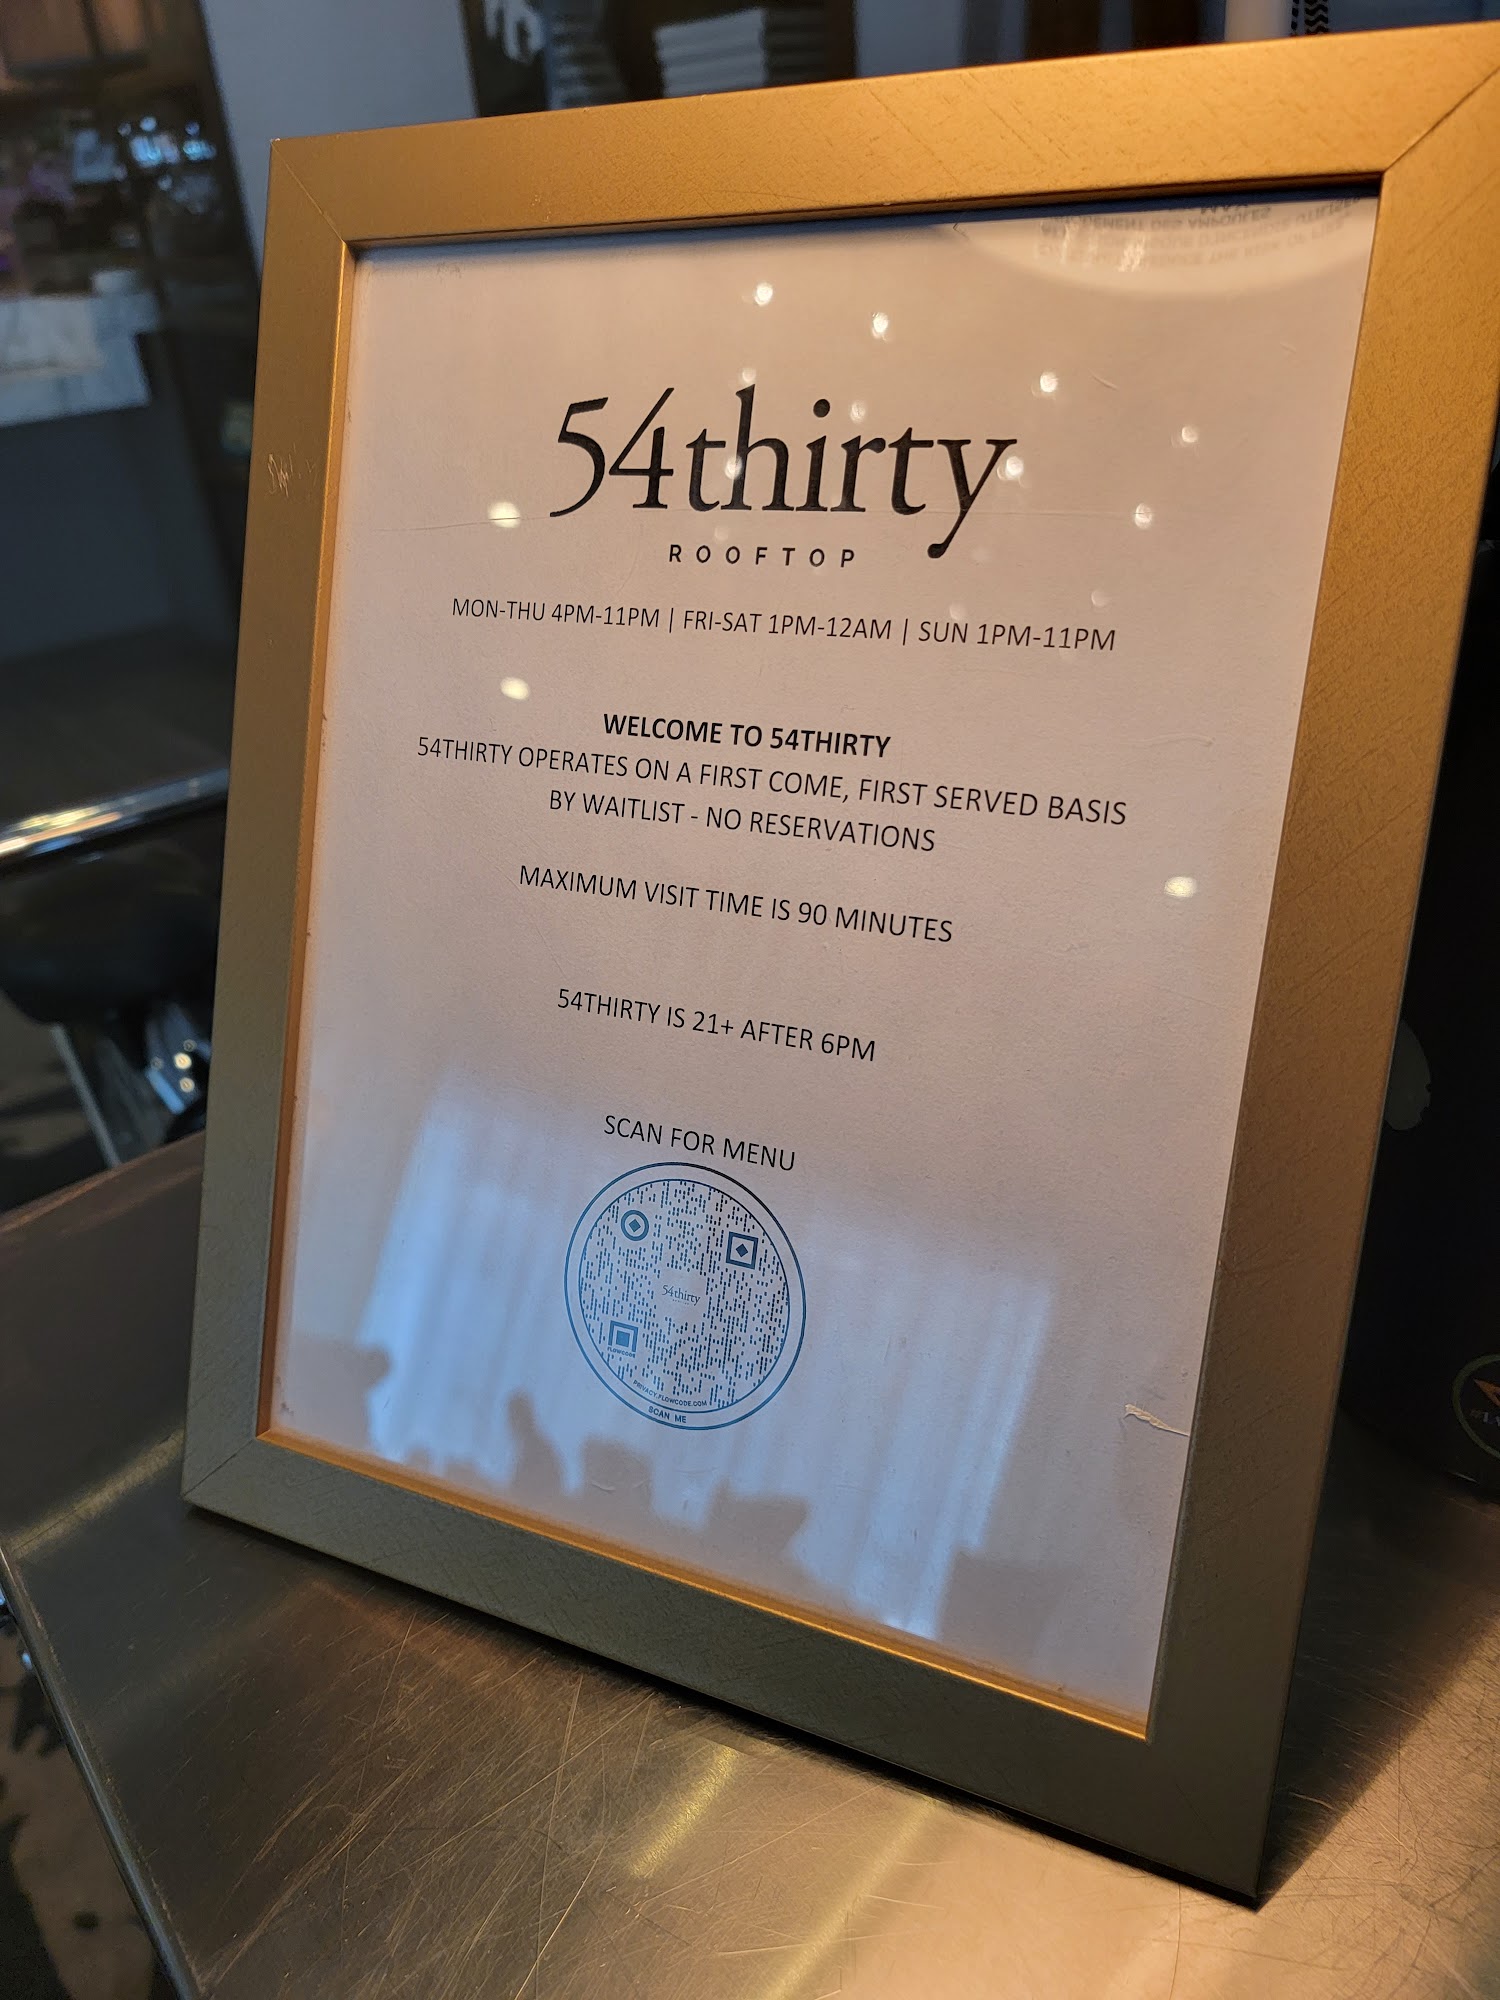 54thirty
ROOFTOP
MON-THU 4PM-11PM | FRI-SAT 1PM-12AM | SUN 1PM-11PM
WELCOME TO 54THIRTY
54THIRTY OPERATES ON A FIRST COME, FIRST SERVED BASIS
BY WAITLIST - NO RESERVATIONS
MAXIMUM VISIT TIME IS 90 MINUTES
54THIRTY IS 21+ AFTER 6PM
SCAN FOR MENU
54thirty
FLOWCODE
PRIVACY.FLOWCODE.COM
SCAN ME